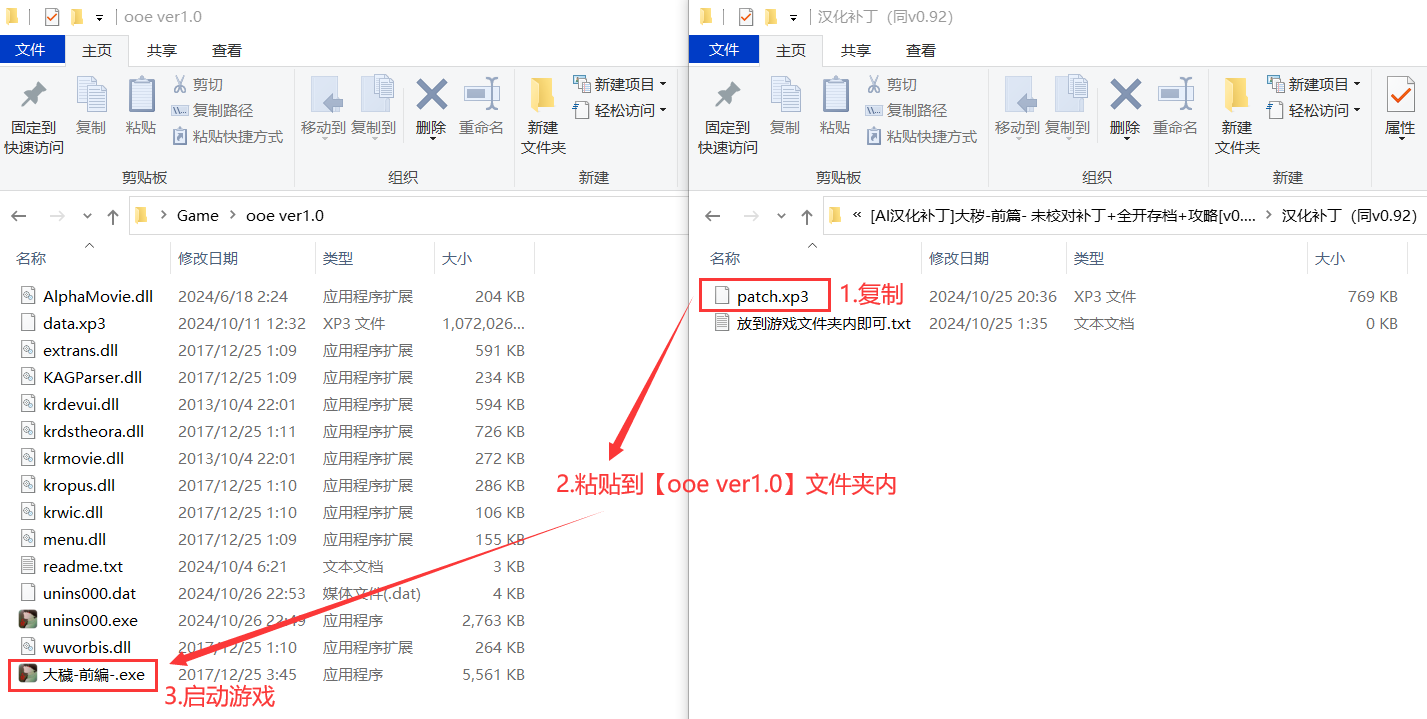 ooe ver1.0
文件 主页 共享 查看
固定到
快速访问
复制
粘贴
剪切
复制路径
粘贴快捷方式
剪贴板
移动到
复制到
删除
重命名
组织
新建
文件夹
新建项目
轻松访问
新建
Game > ooe ver1.0
名称 修改日期 类型 大小
AlphaMovie.dll 2024/6/18 2:24 应用程序扩展 204 KB
data.xp3 2024/10/11 12:32 XP3 文件 1,072,026...
extrans.dll 2017/12/25 1:09 应用程序扩展 591 KB
KAGParser.dll 2017/12/25 1:09 应用程序扩展 234 KB
krdevui.dll 2013/10/4 22:01 应用程序扩展 594 KB
krdstheora.dll 2017/12/25 1:11 应用程序扩展 726 KB
krmovie.dll 2013/10/4 22:01 应用程序扩展 272 KB
kropus.dll 2017/12/25 1:10 应用程序扩展 286 KB
krwic.dll 2017/12/25 1:10 应用程序扩展 106 KB
menu.dll 2017/12/25 1:09 应用程序扩展 155 KB
readme.txt 2024/10/4 6:21 文本文档 3 KB
unins000.dat 2024/10/26 22:53 媒体文件(.dat) 4 KB
unins000.exe 2024/10/26 22:49 应用程序 2,763 KB
wuvorbis.dll 2017/12/25 1:10 应用程序扩展 264 KB
大穢-前編-.exe 2017/12/25 3:45 应用程序 5,561 KB
3.启动游戏
汉化补丁（同v0.92）
文件 主页 共享 查看
固定到
快速访问
复制
粘贴
剪切
复制路径
粘贴快捷方式
剪贴板
移动到
复制到
删除
重命名
组织
新建
文件夹
新建项目
轻松访问
新建
属性
« [AI汉化补丁]大秽-前篇- 未校对补丁+全开存档+攻略[v0.... > 汉化补丁（同v0.92）
名称 修改日期 类型 大小
patch.xp3 1.复制 2024/10/25 20:36 XP3 文件 769 KB
放到游戏文件夹内即可.txt 2024/10/25 1:35 文本文档 0 KB
2.粘贴到【ooe ver1.0】文件夹内